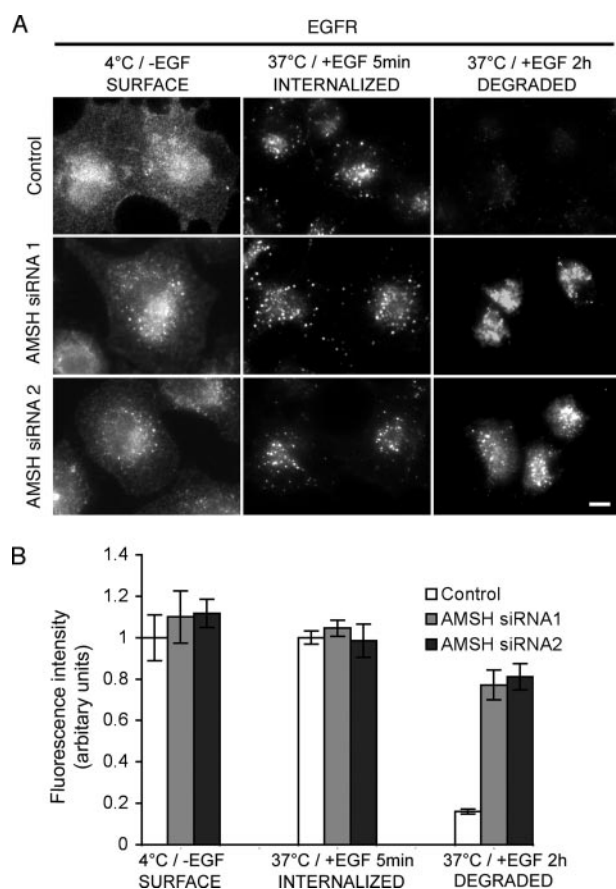 A
EGFR
4°C / -EGF
SURFACE
37°C / +EGF 5min
INTERNALIZED
37°C / +EGF 2h
DEGRADED
Control
AMSH siRNA 1
AMSH siRNA 2
B
Fluorescence intensity
(arbitary units)
1.4
1.2
1
0.8
0.6
0.4
0.2
0
Control
AMSH siRNA1
AMSH siRNA2
4°C / -EGF
SURFACE
37°C / +EGF 5min
INTERNALIZED
37°C / +EGF 2h
DEGRADED